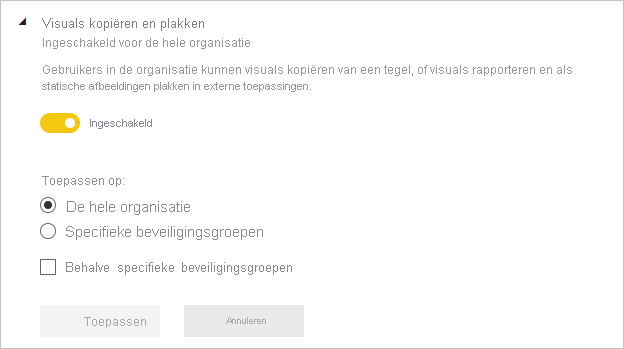 Visuals kopiëren en plakken
Ingeschakeld voor de hele organisatie
Gebruikers in de organisatie kunnen visuals kopiëren van een tegel, of visuals rapporteren en als
statische afbeeldingen plakken in externe toepassingen.
Ingeschakeld
Toepassen op:
De hele organisatie
Specifieke beveiligingsgroepen
Behalve specifieke beveiligingsgroepen
Toepassen Annuleren